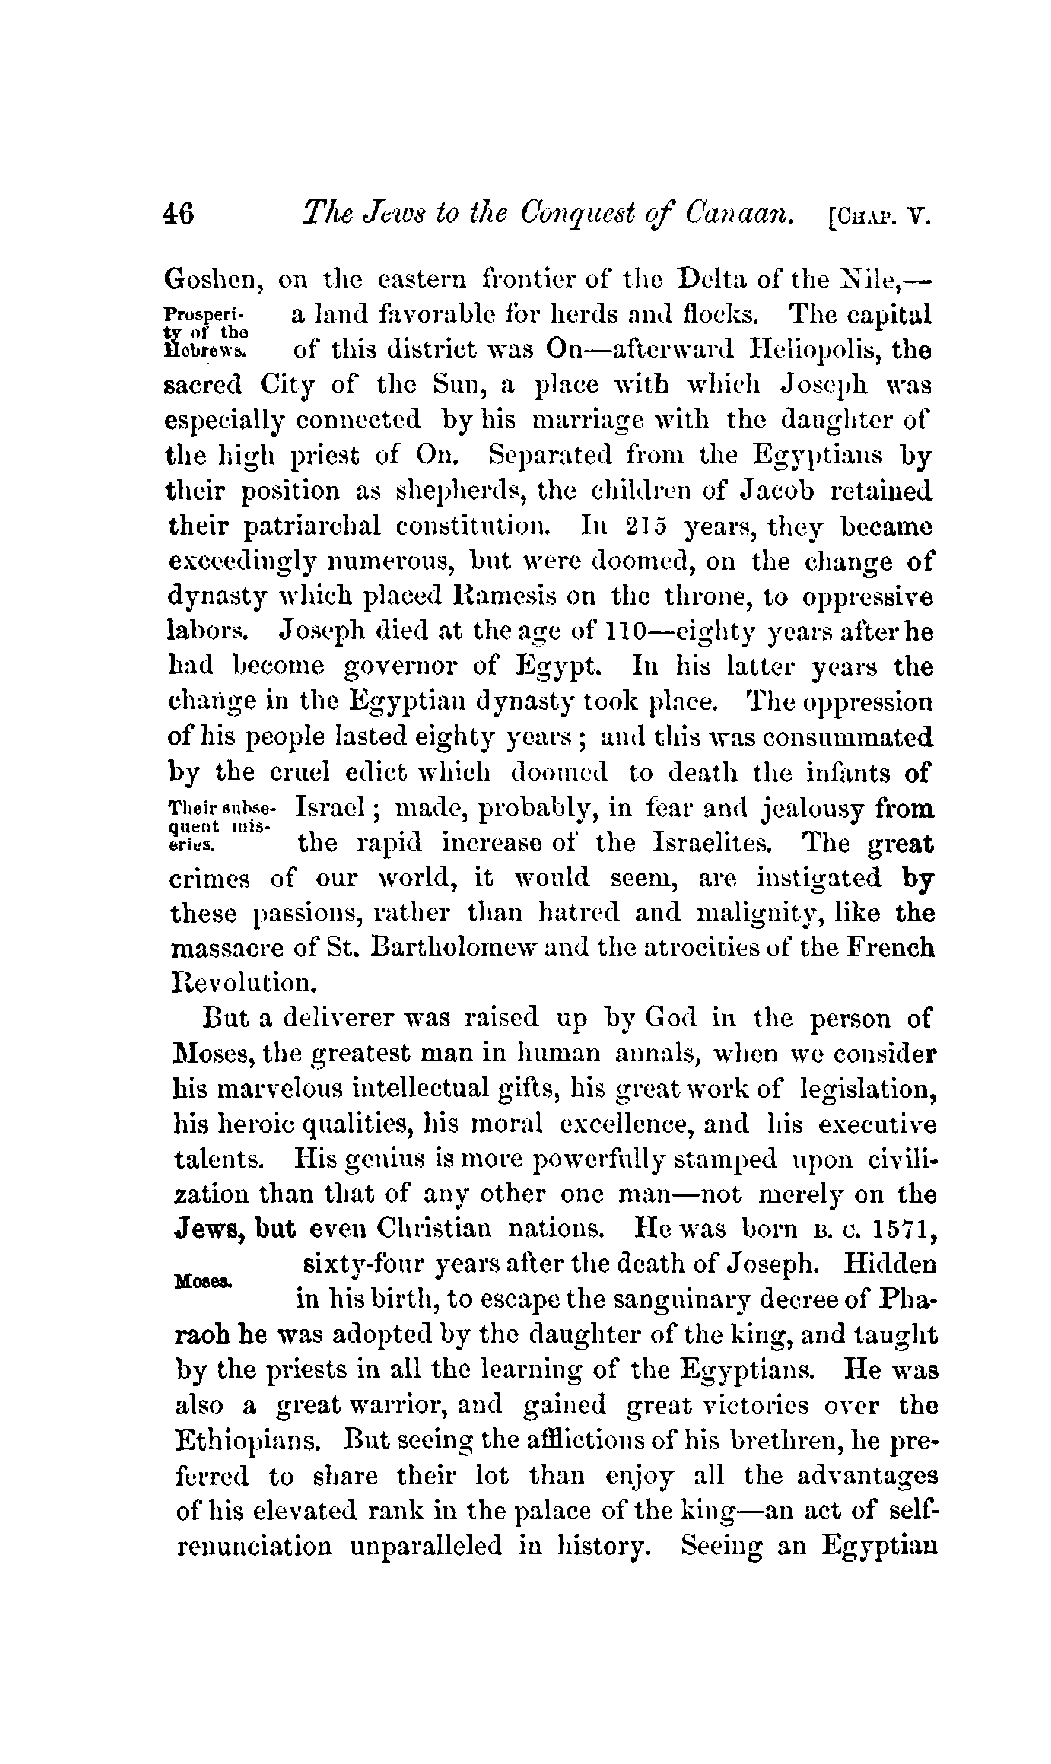 46 The Jews to the Conquest of Canaan. [CHAP. V.
Goshen, on the eastern frontier of the Delta of the Nile,—
Prosperi- a land favorable for herds and flocks. The capital
ty of the
Hebrews. of this district was On—afterward Heliopolis, the
sacred City of the Sun, a place with which Joseph was
especially connected by his marriage with the daughter of
the high priest of On. Separated from the Egyptians by
their position as shepherds, the children of Jacob retained
their patriarchal constitution. In 215 years, they became
exceedingly numerous, but were doomed, on the change of
dynasty which placed Ramesis on the throne, to oppressive
labors. Joseph died at the age of 110—eighty years after he
had become governor of Egypt. In his latter years the
change in the Egyptian dynasty took place. The oppression
of his people lasted eighty years; and this was consummated
by the cruel edict which doomed to death the infants of
Their subse- Israel; made, probably, in fear and jealousy from
quent mis-
eries. the rapid increase of the Israelites. The great
crimes of our world, it would seem, are instigated by
these passions, rather than hatred and malignity, like the
massacre of St. Bartholomew and the atrocities of the French
Revolution.
But a deliverer was raised up by God in the person of
Moses, the greatest man in human annals, when we consider
his marvelous intellectual gifts, his great work of legislation,
his heroic qualities, his moral excellence, and his executive
talents. His genius is more powerfully stamped upon civili-
zation than that of any other one man—not merely on the
Jews, but even Christian nations. He was born B. C. 1571,
sixty-four years after the death of Joseph. Hidden
Moses.
in his birth, to escape the sanguinary decree of Pha-
raoh he was adopted by the daughter of the king, and taught
by the priests in all the learning of the Egyptians. He was
also a great warrior, and gained great victories over the
Ethiopians. But seeing the afflictions of his brethren, he pre-
ferred to share their lot than enjoy all the advantages
of his elevated rank in the palace of the king—an act of self-
renunciation unparalleled in history. Seeing an Egyptian